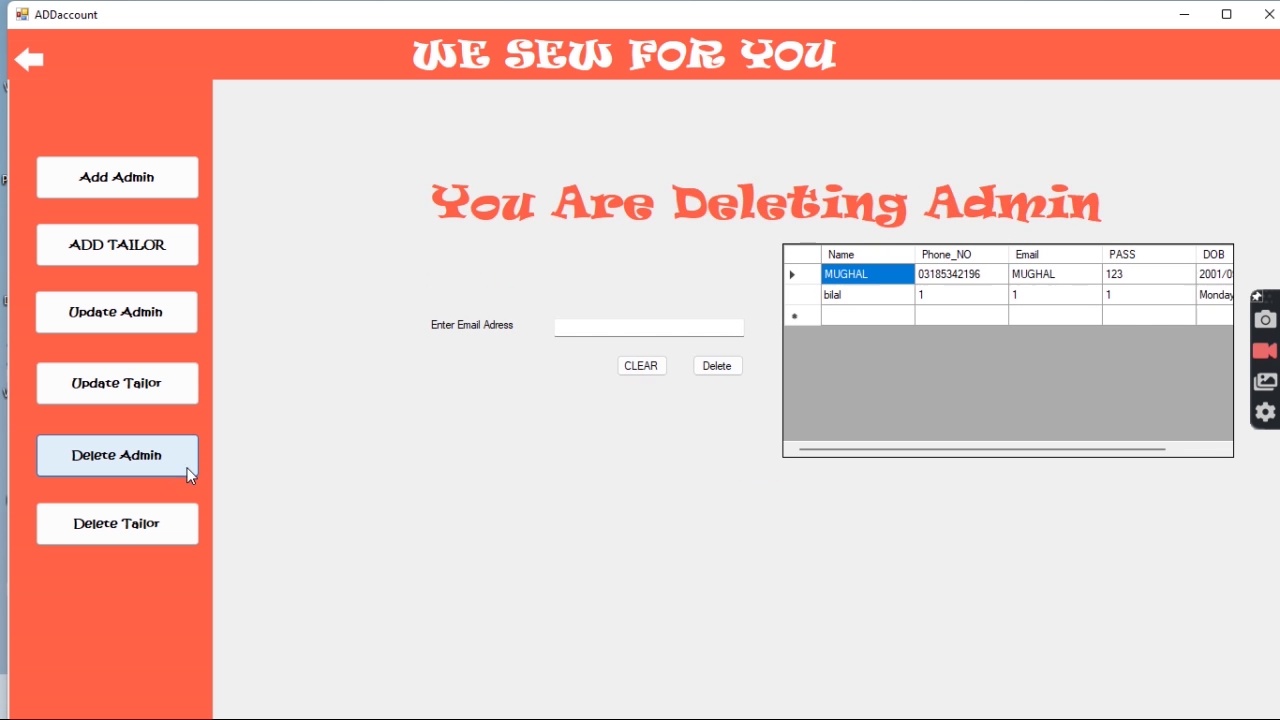 ADDaccount
WE SEW FOR YOU
Add Admin
ADD TAILOR
Update Admin
Update Tailor
Delete Admin
Delete Tailor
You Are Deleting Admin
Enter Email Adress
CLEAR Delete
Name Phone_NO Email PASS DOB
MUGHAL 03185342196 MUGHAL 123 2001/0
bilal 1 1 1 Monday